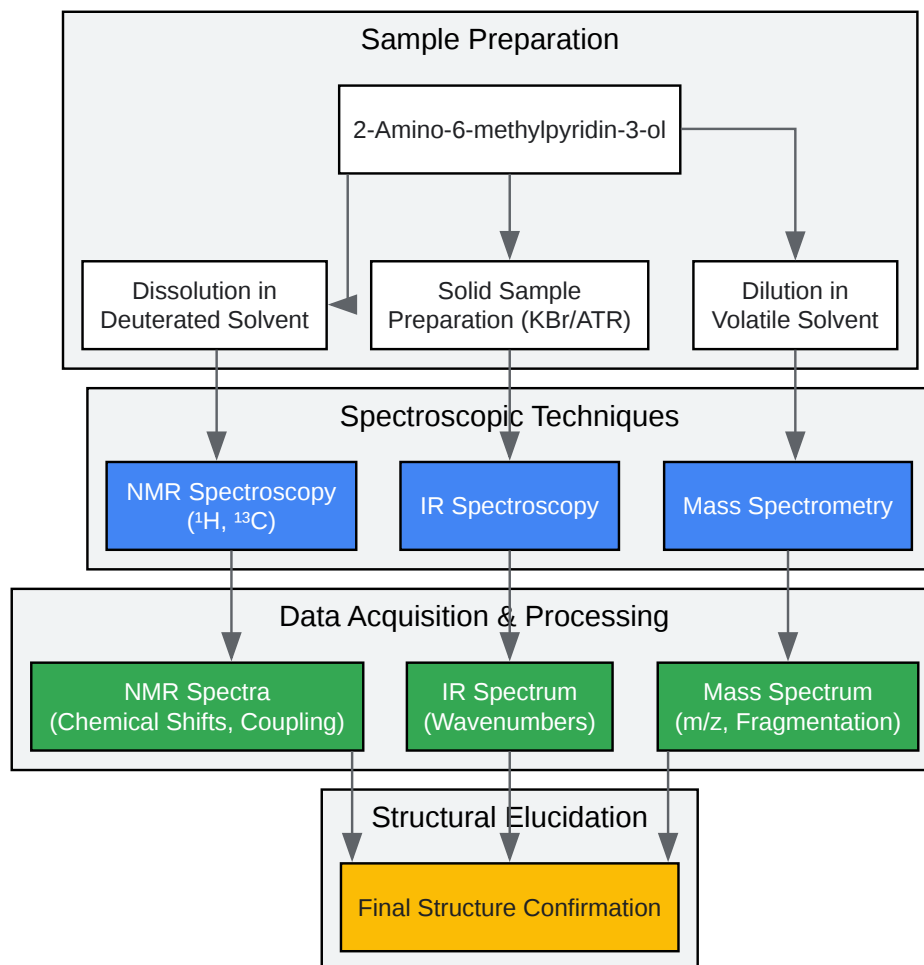 Sample Preparation
2-Amino-6-methylpyridin-3-ol
Dissolution in
Deuterated Solvent
Solid Sample
Preparation (KBr/ATR)
Dilution in
Volatile Solvent
Spectroscopic Techniques
NMR Spectroscopy
(¹H, ¹³C)
IR Spectroscopy
Mass Spectrometry
Data Acquisition & Processing
NMR Spectra
(Chemical Shifts, Coupling)
IR Spectrum
(Wavenumbers)
Mass Spectrum
(m/z, Fragmentation)
Structural Elucidation
Final Structure Confirmation